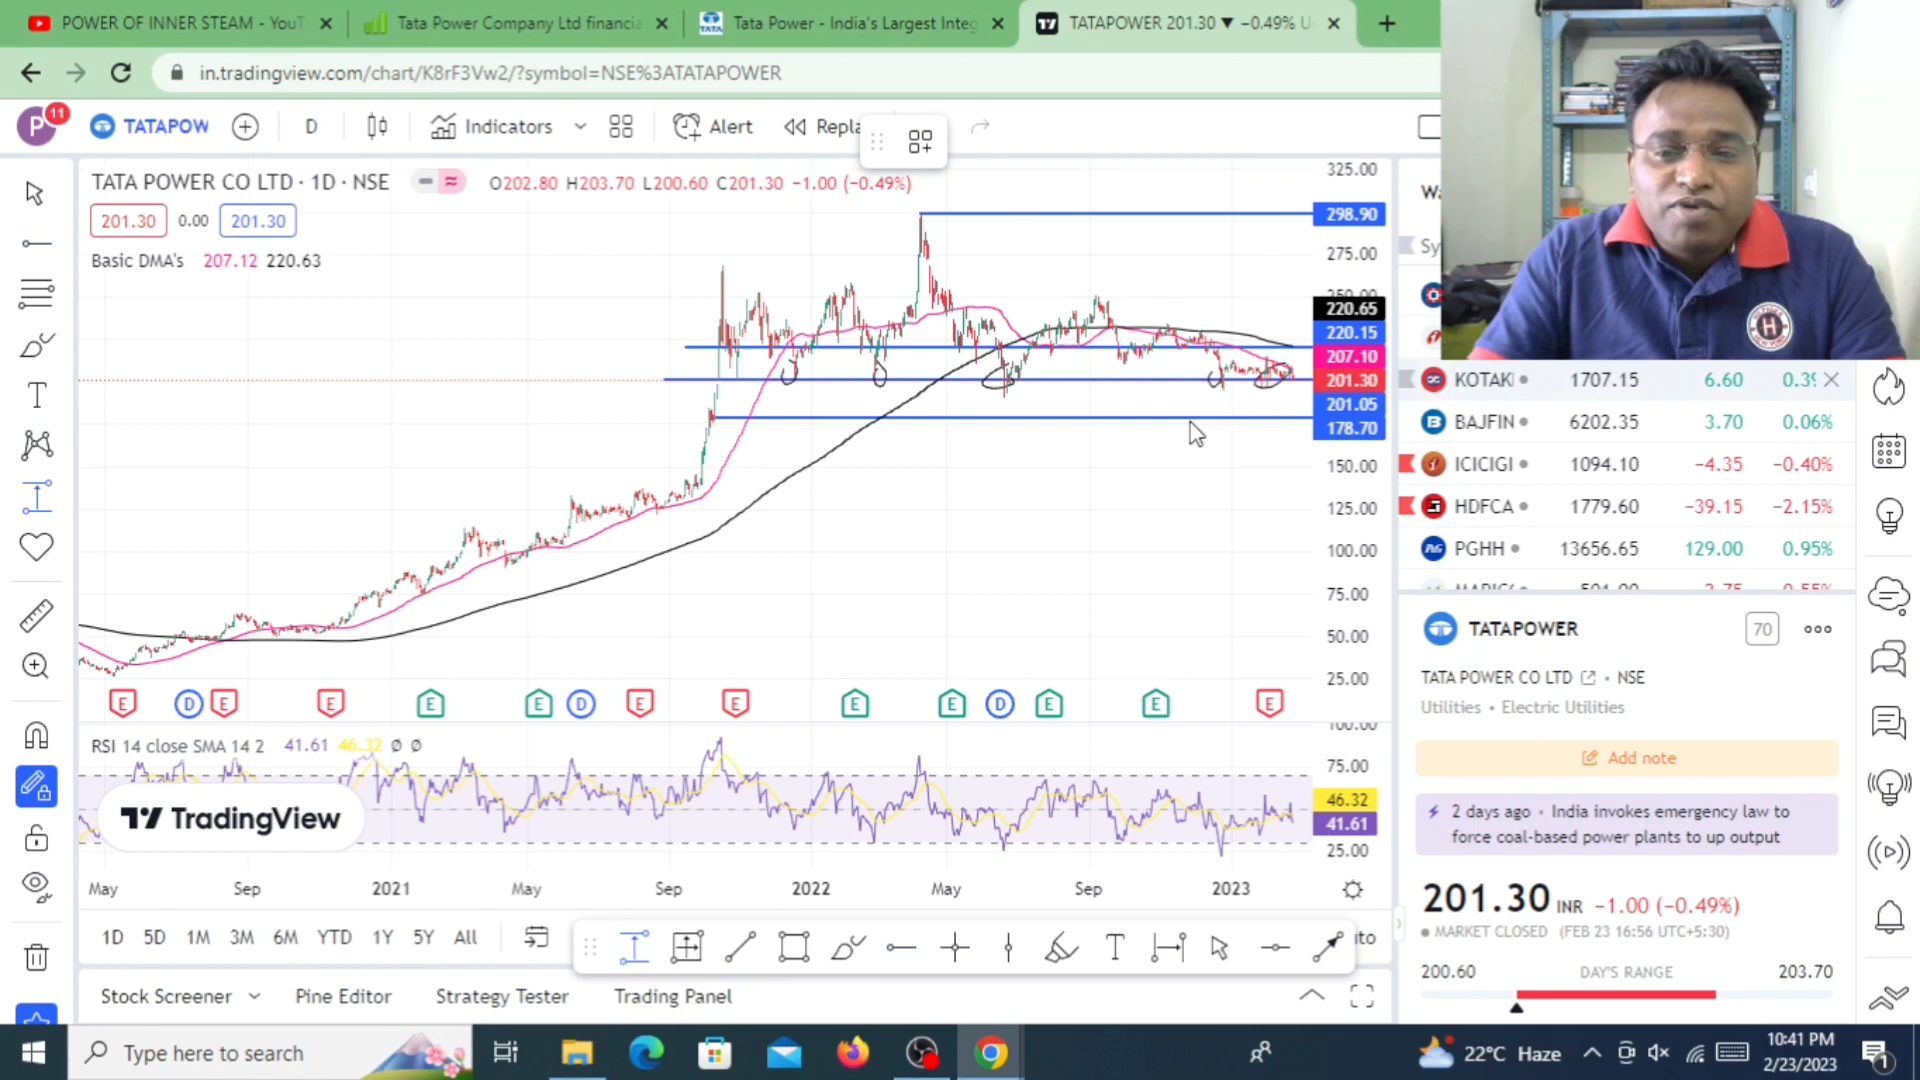 POWER OF INNER STEAM - YouT
Tata Power Company Ltd financia
TATA
Tata Power - India's Largest Integ
TATAPOWER 201.30 ▼ −0.49% U
in.tradingview.com/chart/K8rF3Vw2/?symbol=NSE%3ATATAPOWER
P
11
TATAPOW
D
Indicators
Alert
Repla
TATA POWER CO LTD · 1D · NSE
O202.80 H203.70 L200.60 C201.30 −1.00 (−0.49%)
201.30
0.00
201.30
Basic DMA's 207.12 220.63
325.00
298.90
275.00
250.00
220.65
220.15
207.10
201.30
201.05
178.70
150.00
125.00
100.00
75.00
50.00
25.00
E
D
E
E
E
E
D
E
E
E
E
D
E
E
E
RSI 14 close SMA 14 2 41.61 46.32 Ø Ø
100.00
75.00
46.32
41.61
25.00
TradingView
May
Sep
2021
May
Sep
2022
May
Sep
2023
1D
5D
1M
3M
6M
YTD
1Y
5Y
All
T
Stock Screener
Pine Editor
Strategy Tester
Trading Panel
H
KOTAK 1707.15 6.60 0.39
BAJFIN 6202.35 3.70 0.06%
ICICIGI 1094.10 −4.35 −0.40%
HDFCA 1779.60 −39.15 −2.15%
P&G
PGHH 13656.65 129.00 0.95%
TATAPOWER
70
TATA POWER CO LTD · NSE
Utilities • Electric Utilities
Add note
2 days ago · India invokes emergency law to
force coal-based power plants to up output
201.30 INR −1.00 (−0.49%)
MARKET CLOSED (FEB 23 16:56 UTC+5:30)
200.60 DAY'S RANGE 203.70
Type here to search
22°C Haze
10:41 PM
2/23/2023
1